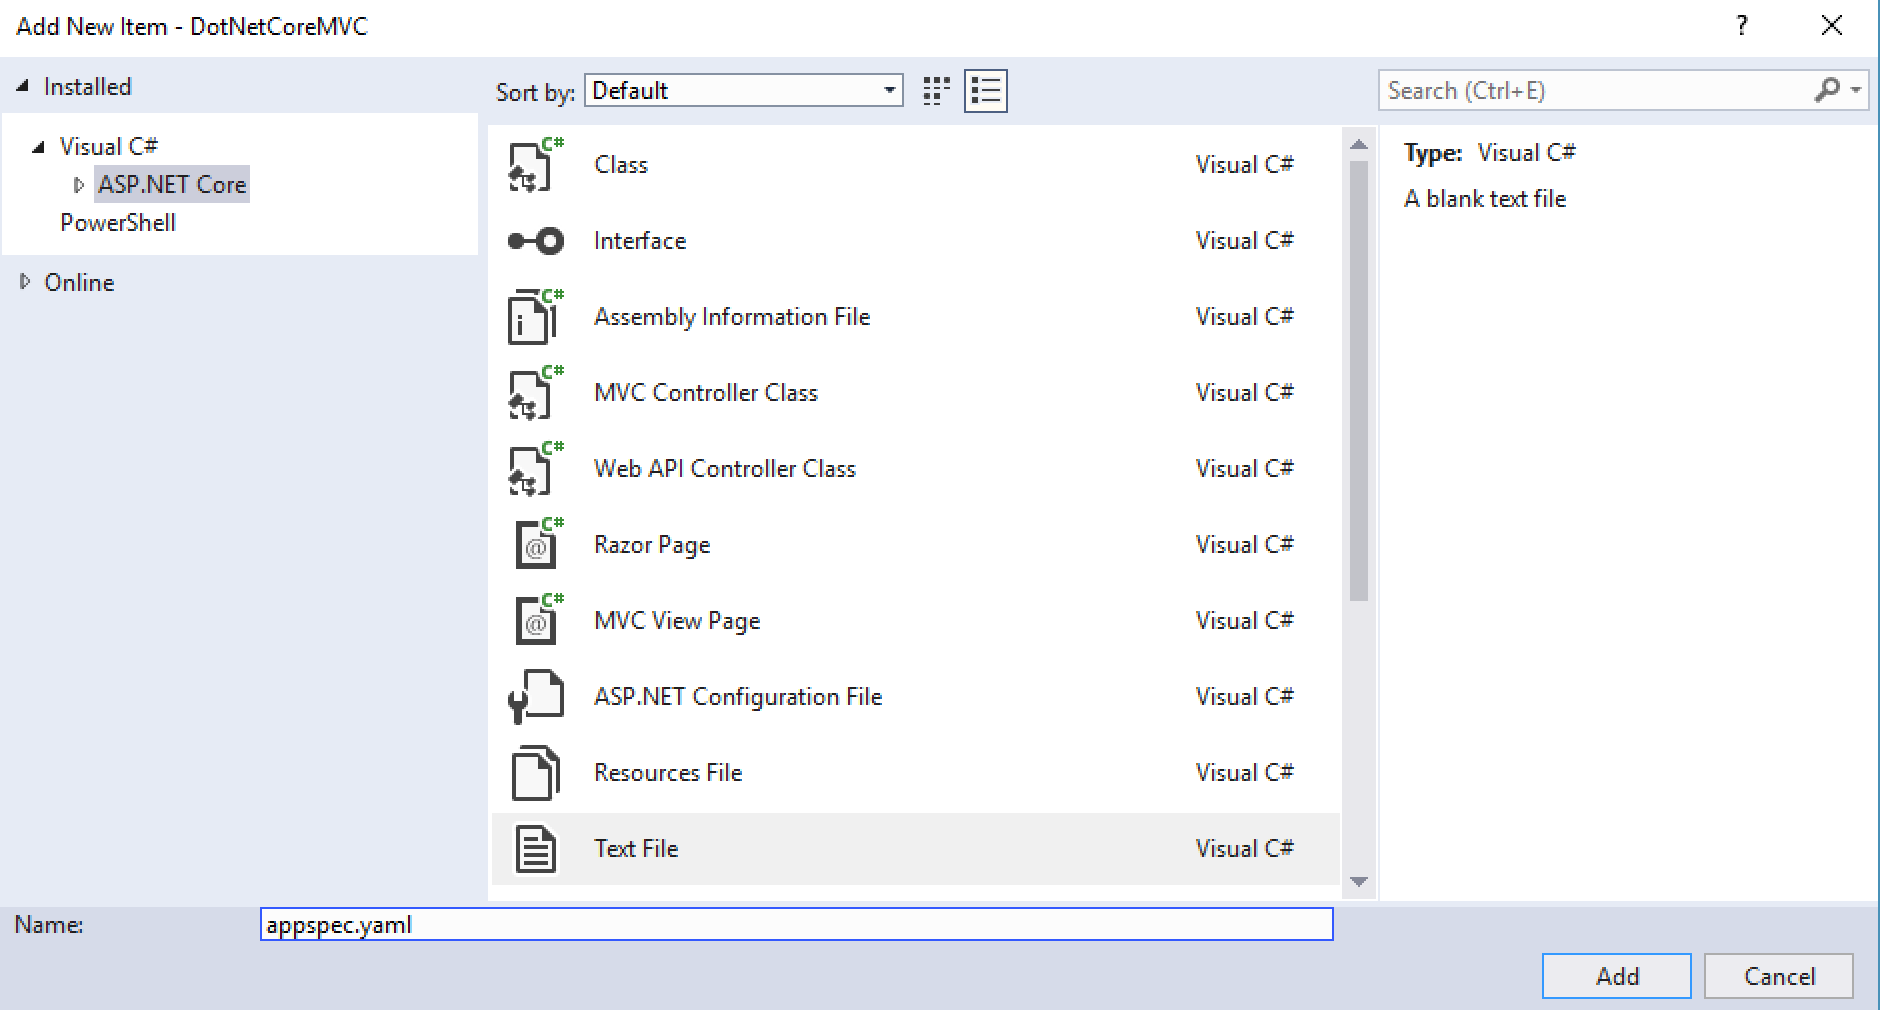 Add New Item - DotNetCoreMVC
?
Installed
Sort by: Default
Search (Ctrl+E)
Visual C#
ASP.NET Core
PowerShell
Online
C# Class Visual C#
Interface Visual C#
C# i Assembly Information File Visual C#
C# MVC Controller Class Visual C#
C# Web API Controller Class Visual C#
C# @ Razor Page Visual C#
C# @ MVC View Page Visual C#
ASP.NET Configuration File Visual C#
Resources File Visual C#
Text File Visual C#
Type: Visual C#
A blank text file
Name: appspec.yaml
Add Cancel